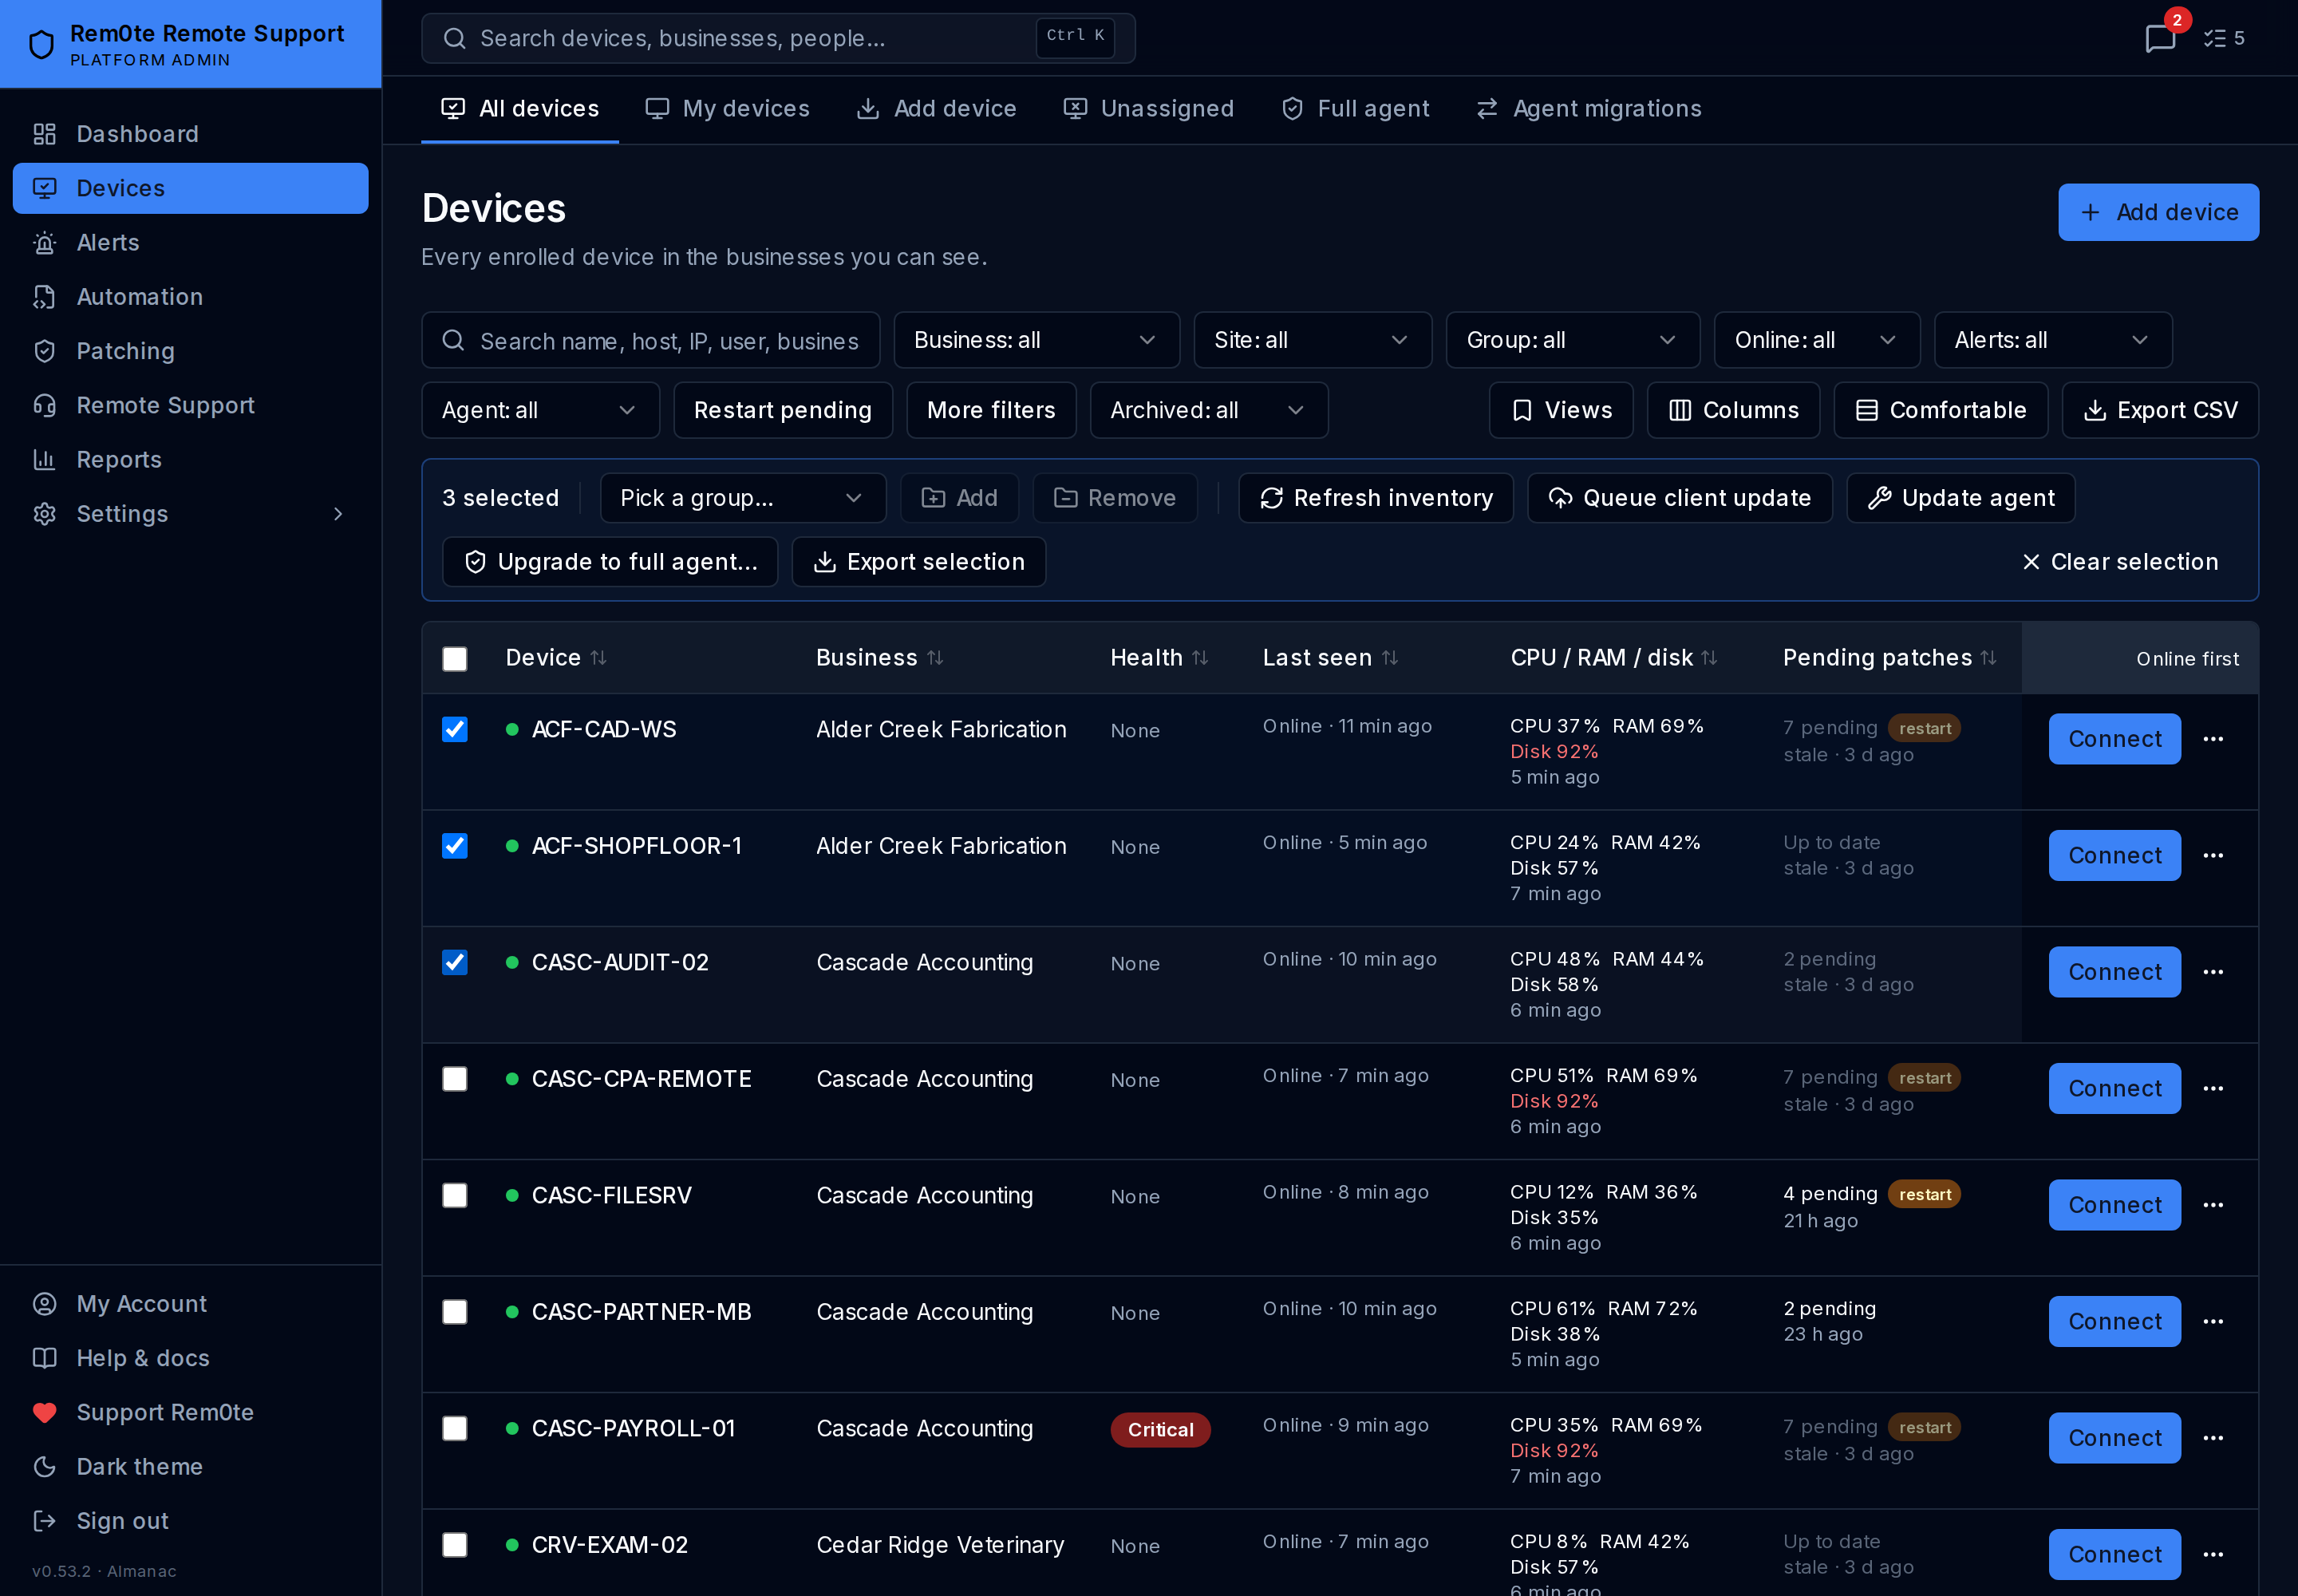 Rem0te Remote Support
PLATFORM ADMIN
Search devices, businesses, people...
Ctrl K
2
5
Dashboard
Devices
Alerts
Automation
Patching
Remote Support
Reports
Settings
My Account
Help & docs
Support Rem0te
Dark theme
Sign out
v0.53.2 · Almanac
All devices
My devices
Add device
Unassigned
Full agent
Agent migrations
Devices
Add device
Every enrolled device in the businesses you can see.
Search name, host, IP, user, busines
Business: all
Site: all
Group: all
Online: all
Alerts: all
Agent: all
Restart pending
More filters
Archived: all
Views
Columns
Comfortable
Export CSV
3 selected
Pick a group...
Add
Remove
Refresh inventory
Queue client update
Update agent
Upgrade to full agent...
Export selection
Clear selection
Device
Business
Health
Last seen
CPU / RAM / disk
Pending patches
Online first
ACF-CAD-WS
Alder Creek Fabrication
None
Online · 11 min ago
CPU 37% RAM 69%
Disk 92%
5 min ago
7 pending restart
stale · 3 d ago
Connect
ACF-SHOPFLOOR-1
Alder Creek Fabrication
None
Online · 5 min ago
CPU 24% RAM 42%
Disk 57%
7 min ago
Up to date
stale · 3 d ago
Connect
CASC-AUDIT-02
Cascade Accounting
None
Online · 10 min ago
CPU 48% RAM 44%
Disk 58%
6 min ago
2 pending
stale · 3 d ago
Connect
CASC-CPA-REMOTE
Cascade Accounting
None
Online · 7 min ago
CPU 51% RAM 69%
Disk 92%
6 min ago
7 pending restart
stale · 3 d ago
Connect
CASC-FILESRV
Cascade Accounting
None
Online · 8 min ago
CPU 12% RAM 36%
Disk 35%
6 min ago
4 pending restart
21 h ago
Connect
CASC-PARTNER-MB
Cascade Accounting
None
Online · 10 min ago
CPU 61% RAM 72%
Disk 38%
5 min ago
2 pending
23 h ago
Connect
CASC-PAYROLL-01
Cascade Accounting
Critical
Online · 9 min ago
CPU 35% RAM 69%
Disk 92%
7 min ago
7 pending restart
stale · 3 d ago
Connect
CRV-EXAM-02
Cedar Ridge Veterinary
None
Online · 7 min ago
CPU 8% RAM 42%
Disk 57%
6 min ago
Up to date
stale · 3 d ago
Connect